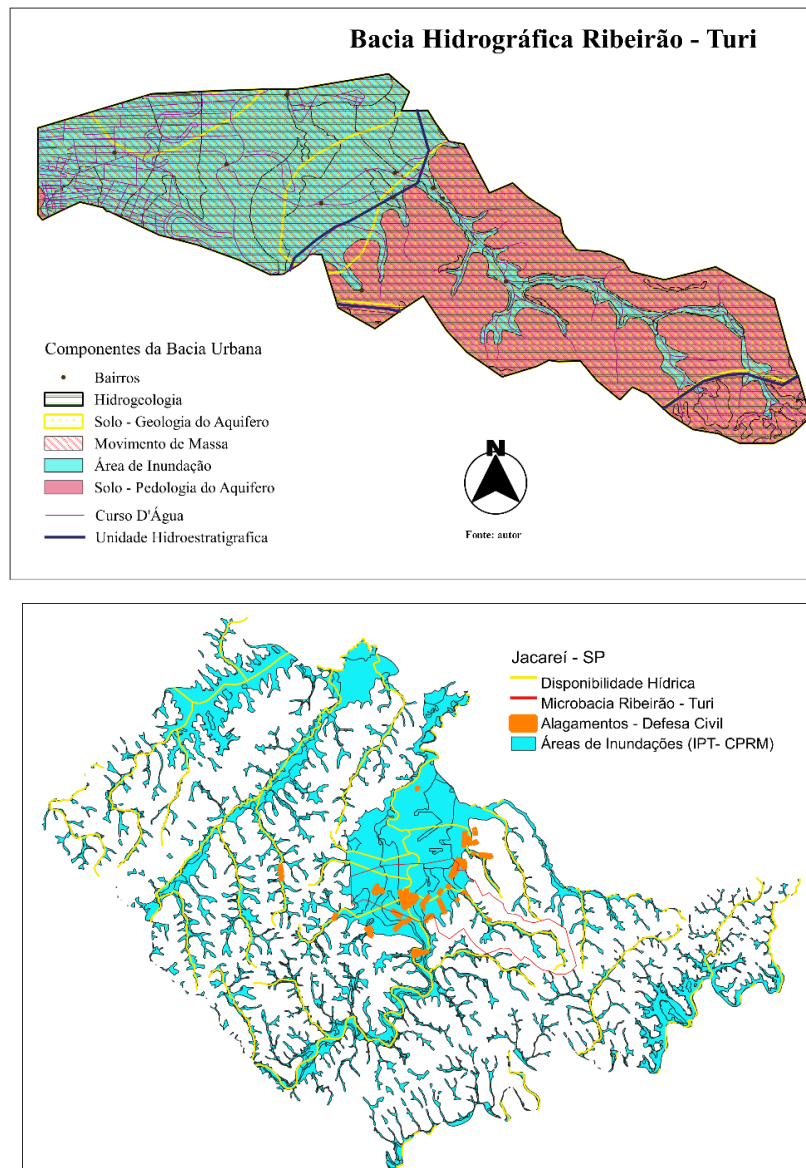 Bacia Hidrográfica Ribeirão - Turi
Componentes da Bacia Urbana
Bairros
Hidrogeologia
Solo - Geologia do Aquifero
Movimento de Massa
Área de Inundação
Solo - Pedologia do Aquifero
Curso D'Água
Unidade Hidroestratigrafica
N
Fonte: autor
Jacareí - SP
Disponibilidade Hídrica
Microbacia Ribeirão - Turi
Alagamentos - Defesa Civil
Áreas de Inundações (IPT- CPRM)